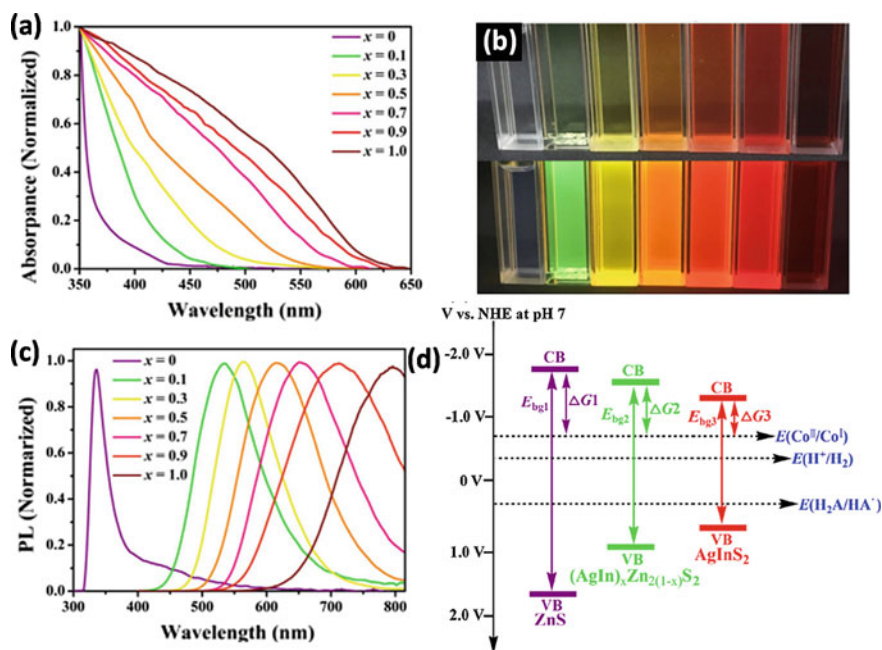 (a)
x = 0
x = 0.1
x = 0.3
x = 0.5
x = 0.7
x = 0.9
x = 1.0
Absorpance (Normalized)
1.0
0.8
0.6
0.4
0.2
0.0
350 400 450 500 550 600 650
Wavelength (nm)
(b)
(c)
x = 0
x = 0.1
x = 0.3
x = 0.5
x = 0.7
x = 0.9
x = 1.0
PL (Normarized)
1.0
0.8
0.6
0.4
0.2
0.0
300 400 500 600 700 800
Wavelength (nm)
V vs. NHE at pH 7
(d)
-2.0 V
-1.0 V
0 V
1.0 V
2.0 V
CB
CB
CB
Ebg1
△G1
Ebg2
△G2
Ebg3
△G3
E(CoII/CoI)
E(H+/H2)
E(H2A/HA·)
VB
AgInS2
VB
(AgIn)xZn2(1-x)S2
VB
ZnS